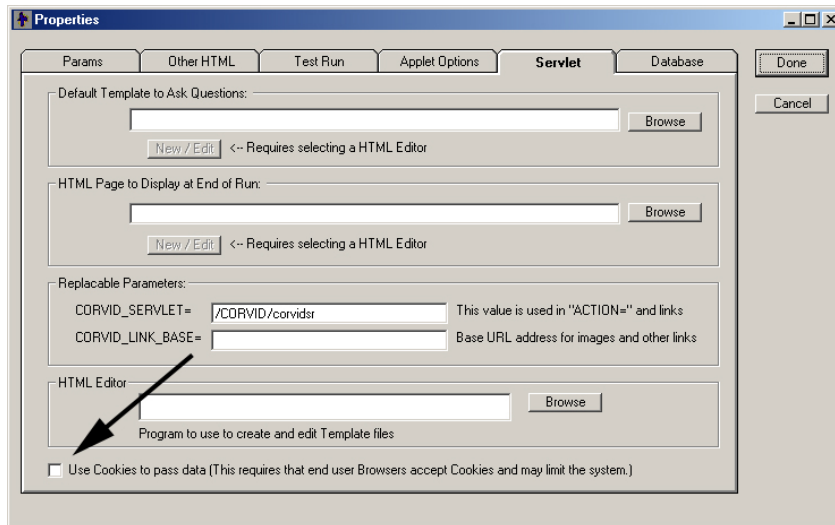 Properties
Params Other HTML Test Run Applet Options Servlet Database
Done
Cancel
Default Template to Ask Questions:
Browse
New / Edit <-- Requires selecting a HTML Editor
HTML Page to Display at End of Run:
Browse
New / Edit <-- Requires selecting a HTML Editor
Replacable Parameters:
CORVID_SERVLET= /CORVID/corvidsr This value is used in "ACTION=" and links
CORVID_LINK_BASE= Base URL address for images and other links
HTML Editor
Browse
Program to use to create and edit Template files
Use Cookies to pass data (This requires that end user Browsers accept Cookies and may limit the system.)